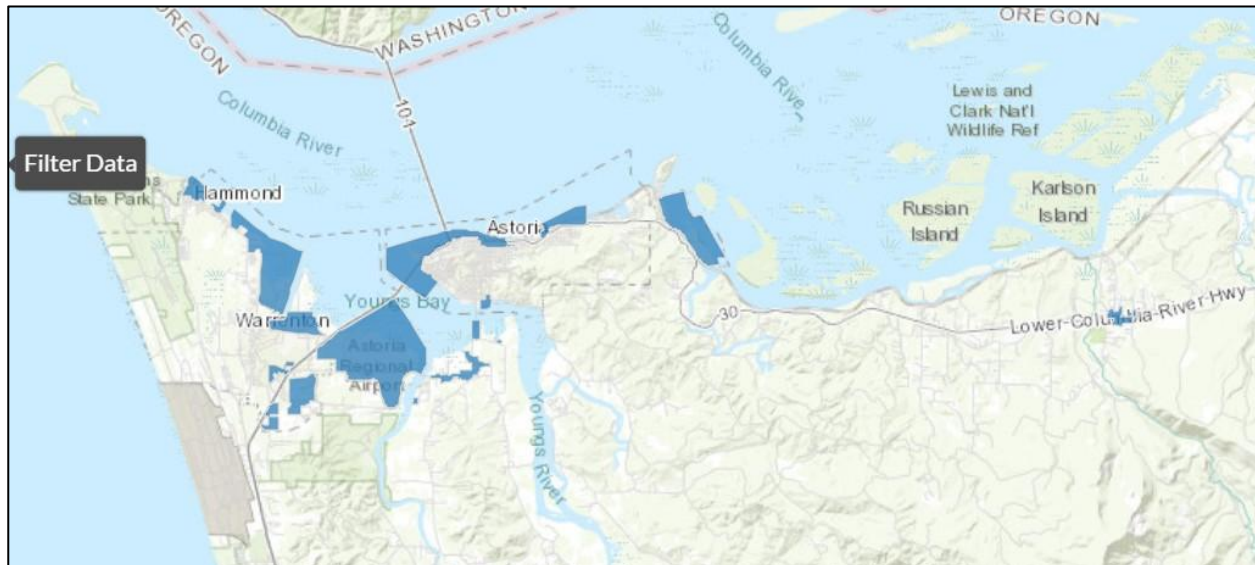 OREGON
WASHINGTON
OREGON
Columbia River
104
Columbia River
Lewis and
Clark Nat'l
Wildlife Ref
Filter Data
State Park
Hammond
Karlson
Island
Russian
Island
Astoria
Youngs Bay
Warrenton
30
Lower-Columbia-River-Hwy
Astoria
Regional
Airport
Youngs River